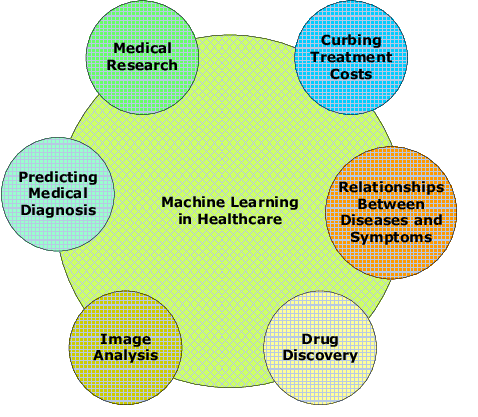 Medical
Research
Curbing
Treatment
Costs
Predicting
Medical
Diagnosis
Machine Learning
in Healthcare
Relationships
Between
Diseases and
Symptoms
Image
Analysis
Drug
Discovery